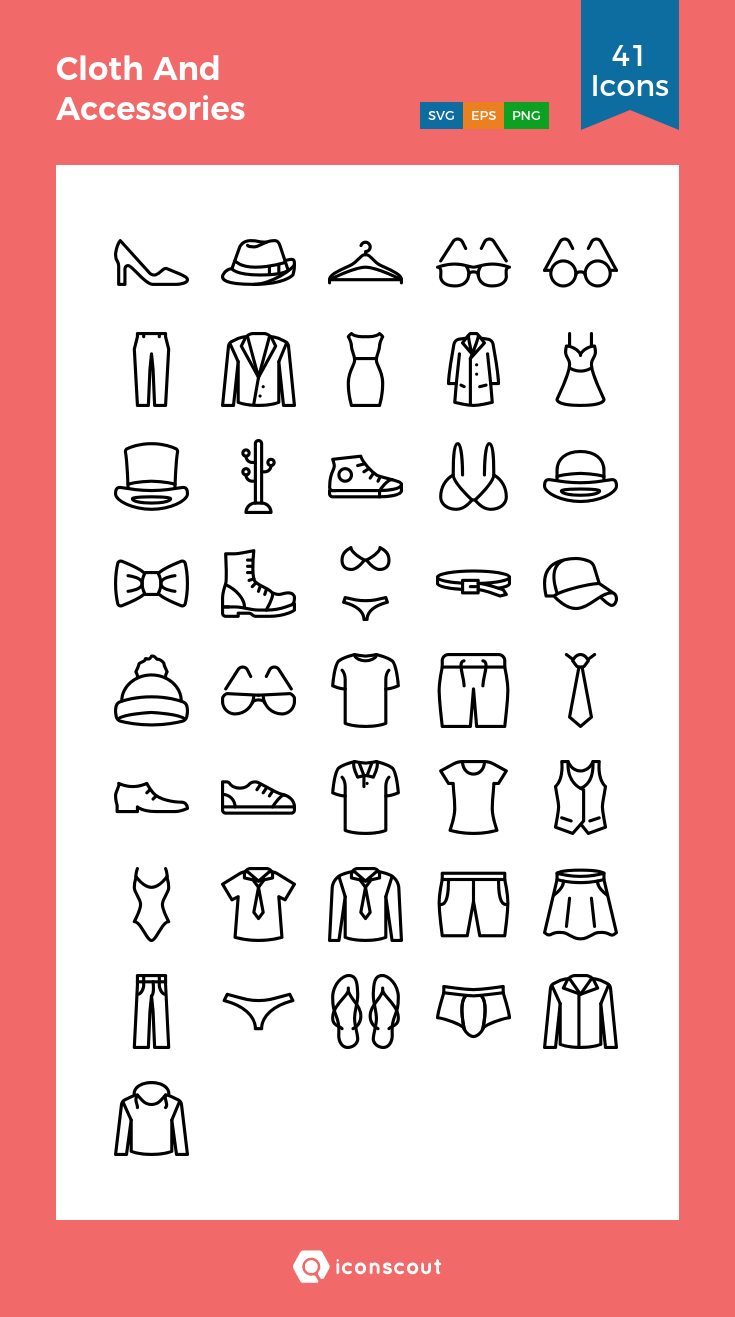 Cloth And
Accessories
SVG EPS PNG
41
Icons
iconscout